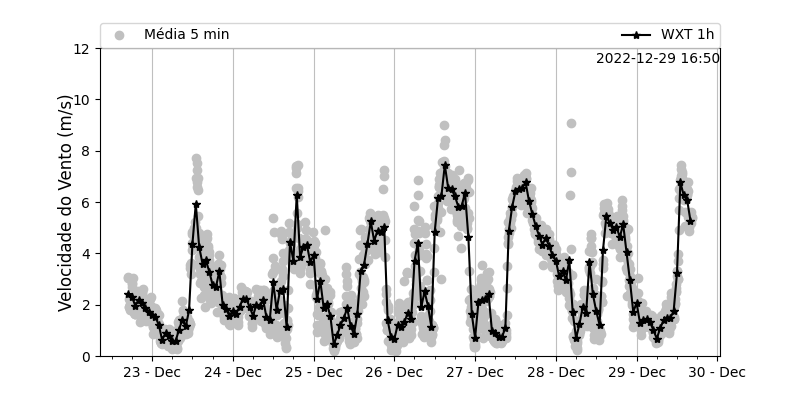 Média 5 min WXT 1h
2022-12-29 16:50
Velocidade do Vento (m/s)
12
10
8
6
4
2
0
23 - Dec 24 - Dec 25 - Dec 26 - Dec 27 - Dec 28 - Dec 29 - Dec 30 - Dec